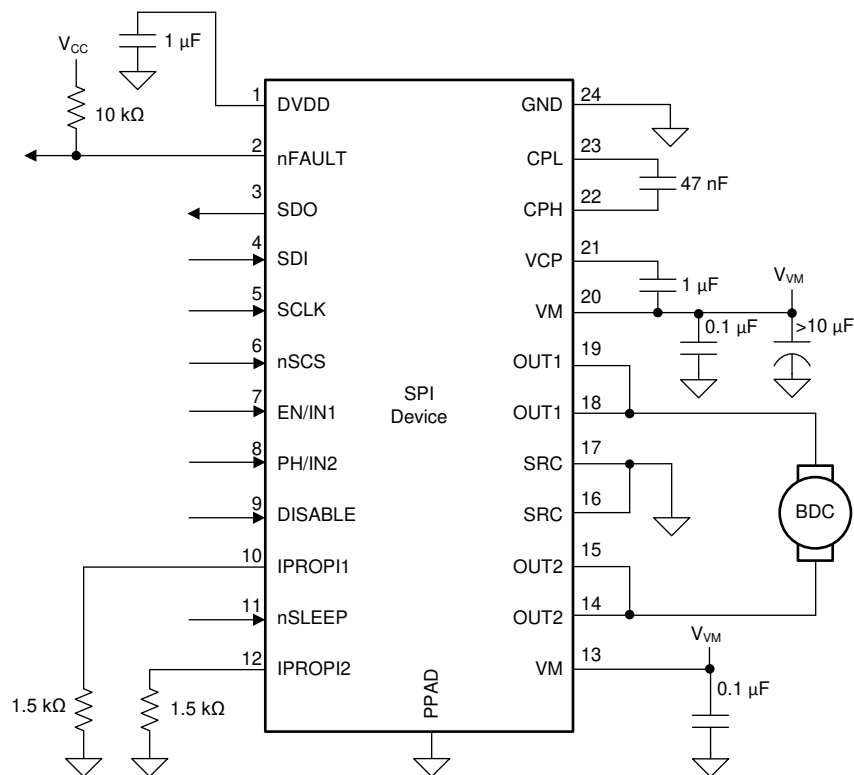 1 µF
V_CC
10 kΩ
1 DVDD
2 nFAULT
3 SDO
4 SDI
5 SCLK
6 nSCS
7 EN/IN1
8 PH/IN2
9 DISABLE
10 IPROPI1
11 nSLEEP
12 IPROPI2
1.5 kΩ
1.5 kΩ
SPI
Device
PPAD
GND 24
CPL 23
47 nF
CPH 22
VCP 21
1 µF
V_VM
VM 20
0.1 µF
>10 µF
OUT1 19
OUT1 18
SRC 17
SRC 16
BDC
OUT2 15
OUT2 14
V_VM
VM 13
0.1 µF